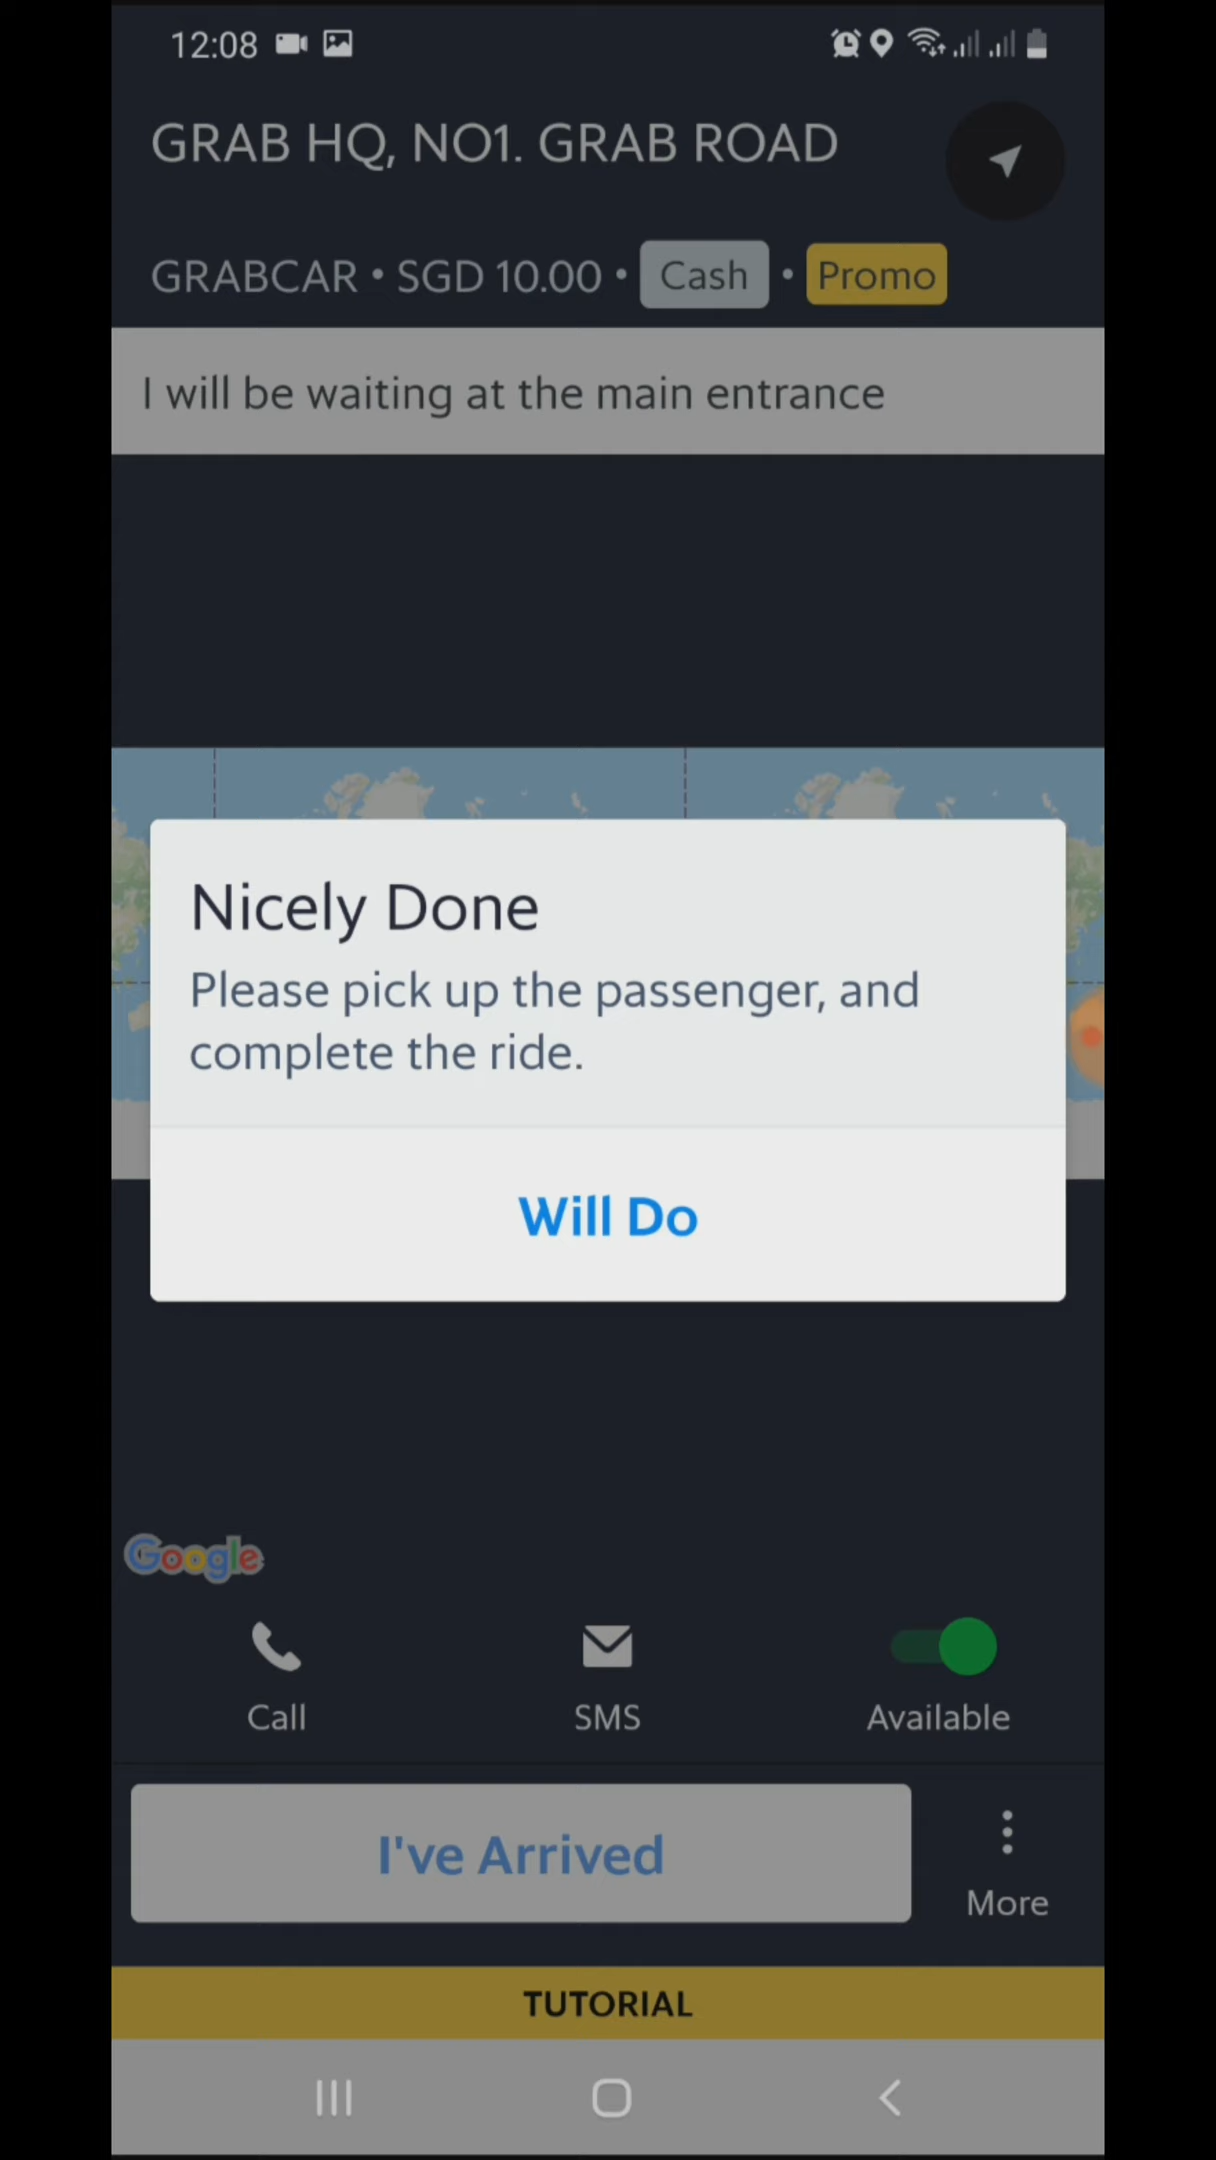 12:08
GRAB HQ, NO1. GRAB ROAD
GRABCAR • SGD 10.00 • Cash • Promo
I will be waiting at the main entrance
Nicely Done
Please pick up the passenger, and
complete the ride.
Will Do
Google
Call SMS Available
I've Arrived
More
TUTORIAL